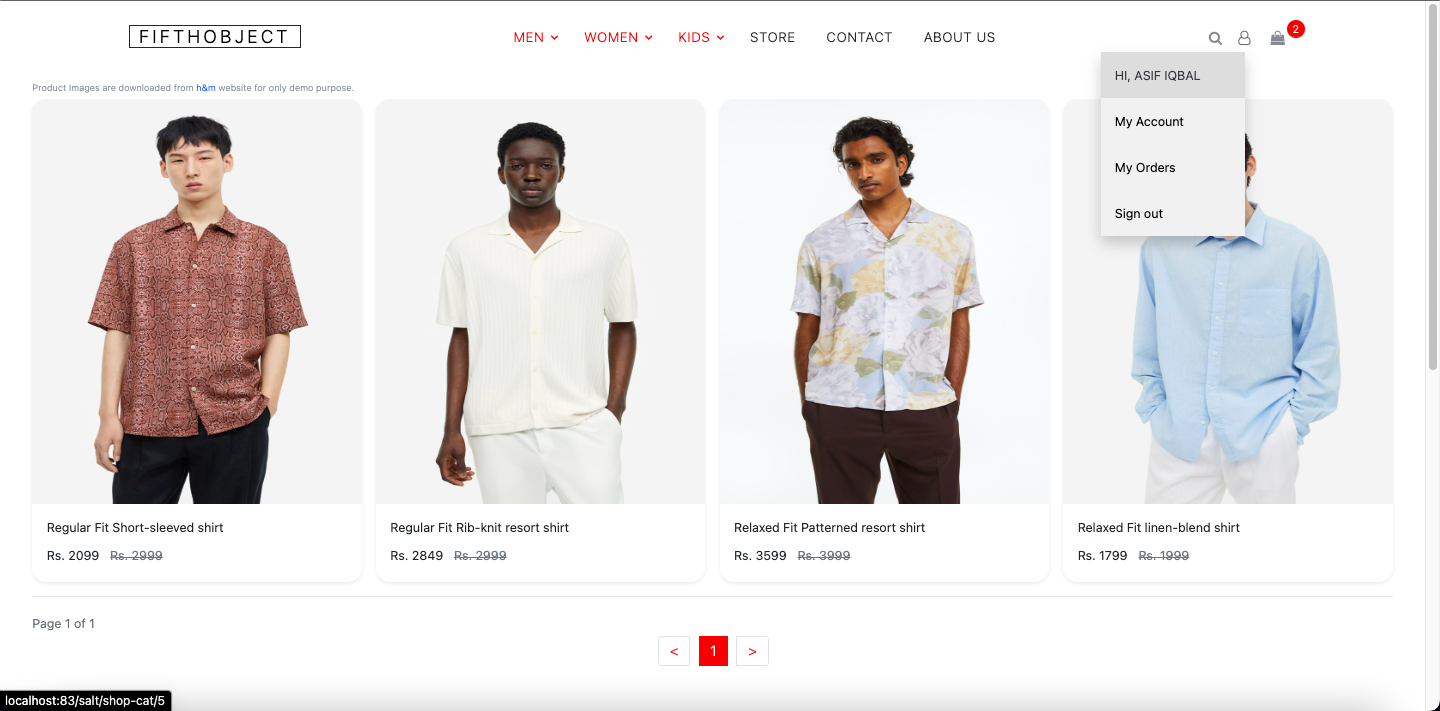 FIFTHOBJECT
MEN WOMEN KIDS STORE CONTACT ABOUT US
2
HI, ASIF IQBAL
My Account
My Orders
Sign out
Product Images are downloaded from h&m website for only demo purpose.
Regular Fit Short-sleeved shirt
Rs. 2099 Rs. 2999
Regular Fit Rib-knit resort shirt
Rs. 2849 Rs. 2999
Relaxed Fit Patterned resort shirt
Rs. 3599 Rs. 3999
Relaxed Fit linen-blend shirt
Rs. 1799 Rs. 1999
Page 1 of 1
< 1 >
localhost:83/salt/shop-cat/5